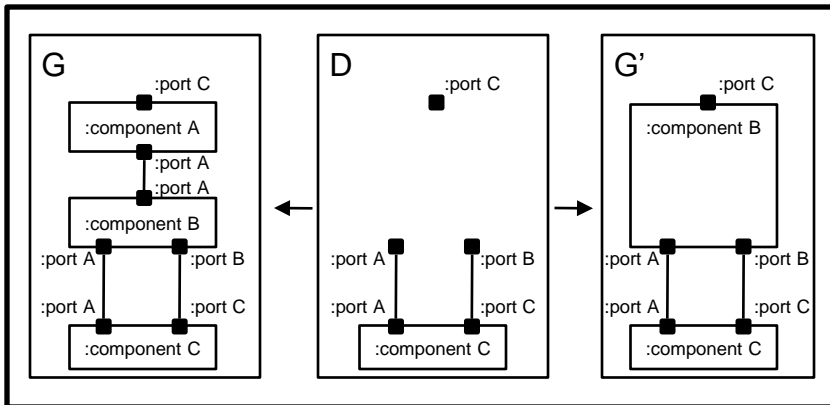 G
:port C
:component A
:port A
:port A
:component B
:port A :port B
:port A :port C
:component C
D
:port C
:port A :port B
:port A :port C
:component C
G’
:port C
:component B
:port A :port B
:port A :port C
:component C